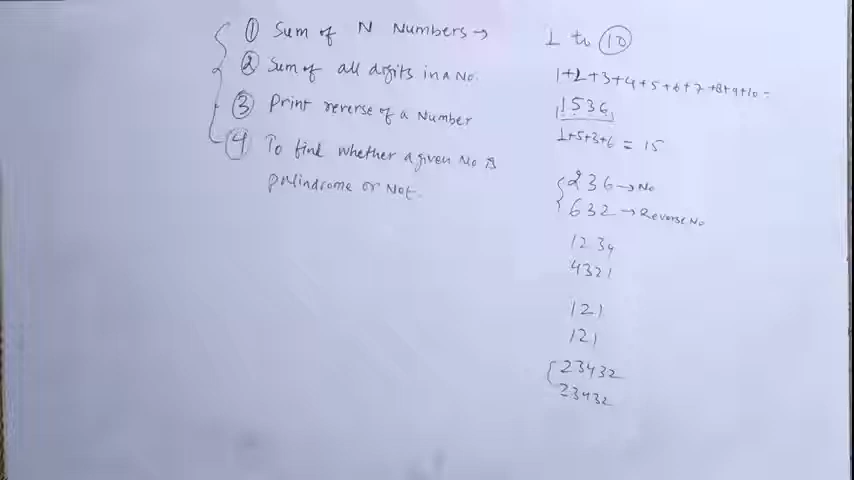 ① Sum of N Numbers →
② Sum of all digits in a No.
③ Print reverse of a Number
④ To find whether a given No is
palindrome or Not.
1 to 10
1+2+3+4+5+6+7+8+9+10 =
1536
1+5+3+6 = 15
236 → No
632 → Reverse No
1234
4321
121
121
23432
23432